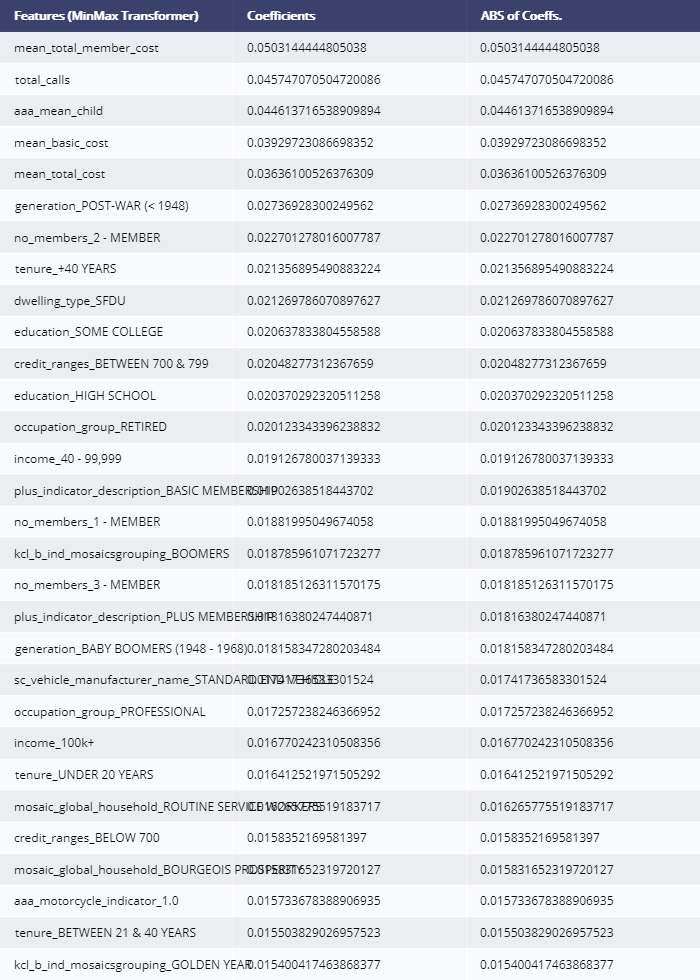 Features (MinMax Transformer) Coefficients ABS of Coeffs.
mean_total_member_cost 0.0503144444805038 0.0503144444805038
total_calls 0.045747070504720086 0.045747070504720086
aaa_mean_child 0.044613716538909894 0.044613716538909894
mean_basic_cost 0.03929723086698352 0.03929723086698352
mean_total_cost 0.03636100526376309 0.03636100526376309
generation_POST-WAR (< 1948) 0.02736928300249562 0.02736928300249562
no_members_2 - MEMBER 0.022701278016007787 0.022701278016007787
tenure_+40 YEARS 0.021356895490883224 0.021356895490883224
dwelling_type_SFDU 0.021269786070897627 0.021269786070897627
education_SOME COLLEGE 0.020637833804558588 0.020637833804558588
credit_ranges_BETWEEN 700 & 799 0.02048277312367659 0.02048277312367659
education_HIGH SCHOOL 0.020370292320511258 0.020370292320511258
occupation_group_RETIRED 0.020123343396238832 0.020123343396238832
income_40 - 99,999 0.019126780037139333 0.019126780037139333
plus_indicator_description_BASIC MEMBERSHIP 0.01902638518443702 0.01902638518443702
no_members_1 - MEMBER 0.01881995049674058 0.01881995049674058
kcl_b_ind_mosaicsgrouping_BOOMERS 0.018785961071723277 0.018785961071723277
no_members_3 - MEMBER 0.018185126311570175 0.018185126311570175
plus_indicator_description_PLUS MEMBERSHIP 0.01816380247440871 0.01816380247440871
generation_BABY BOOMERS (1948 - 1968) 0.018158347280203484 0.018158347280203484
sc_vehicle_manufacturer_name_STANDARD END VEHICLE 0.01741736583301524 0.01741736583301524
occupation_group_PROFESSIONAL 0.017257238246366952 0.017257238246366952
income_100k+ 0.016770242310508356 0.016770242310508356
tenure_UNDER 20 YEARS 0.016412521971505292 0.016412521971505292
mosaic_global_household_ROUTINE SERVICE WORKERS 0.016265775519183717 0.016265775519183717
credit_ranges_BELOW 700 0.0158352169581397 0.0158352169581397
mosaic_global_household_BOURGEOIS PROSPERITY 0.015831652319720127 0.015831652319720127
aaa_motorcycle_indicator_1.0 0.015733678388906935 0.015733678388906935
tenure_BETWEEN 21 & 40 YEARS 0.015503829026957523 0.015503829026957523
kcl_b_ind_mosaicsgrouping_GOLDEN YEAR 0.015400417463868377 0.015400417463868377